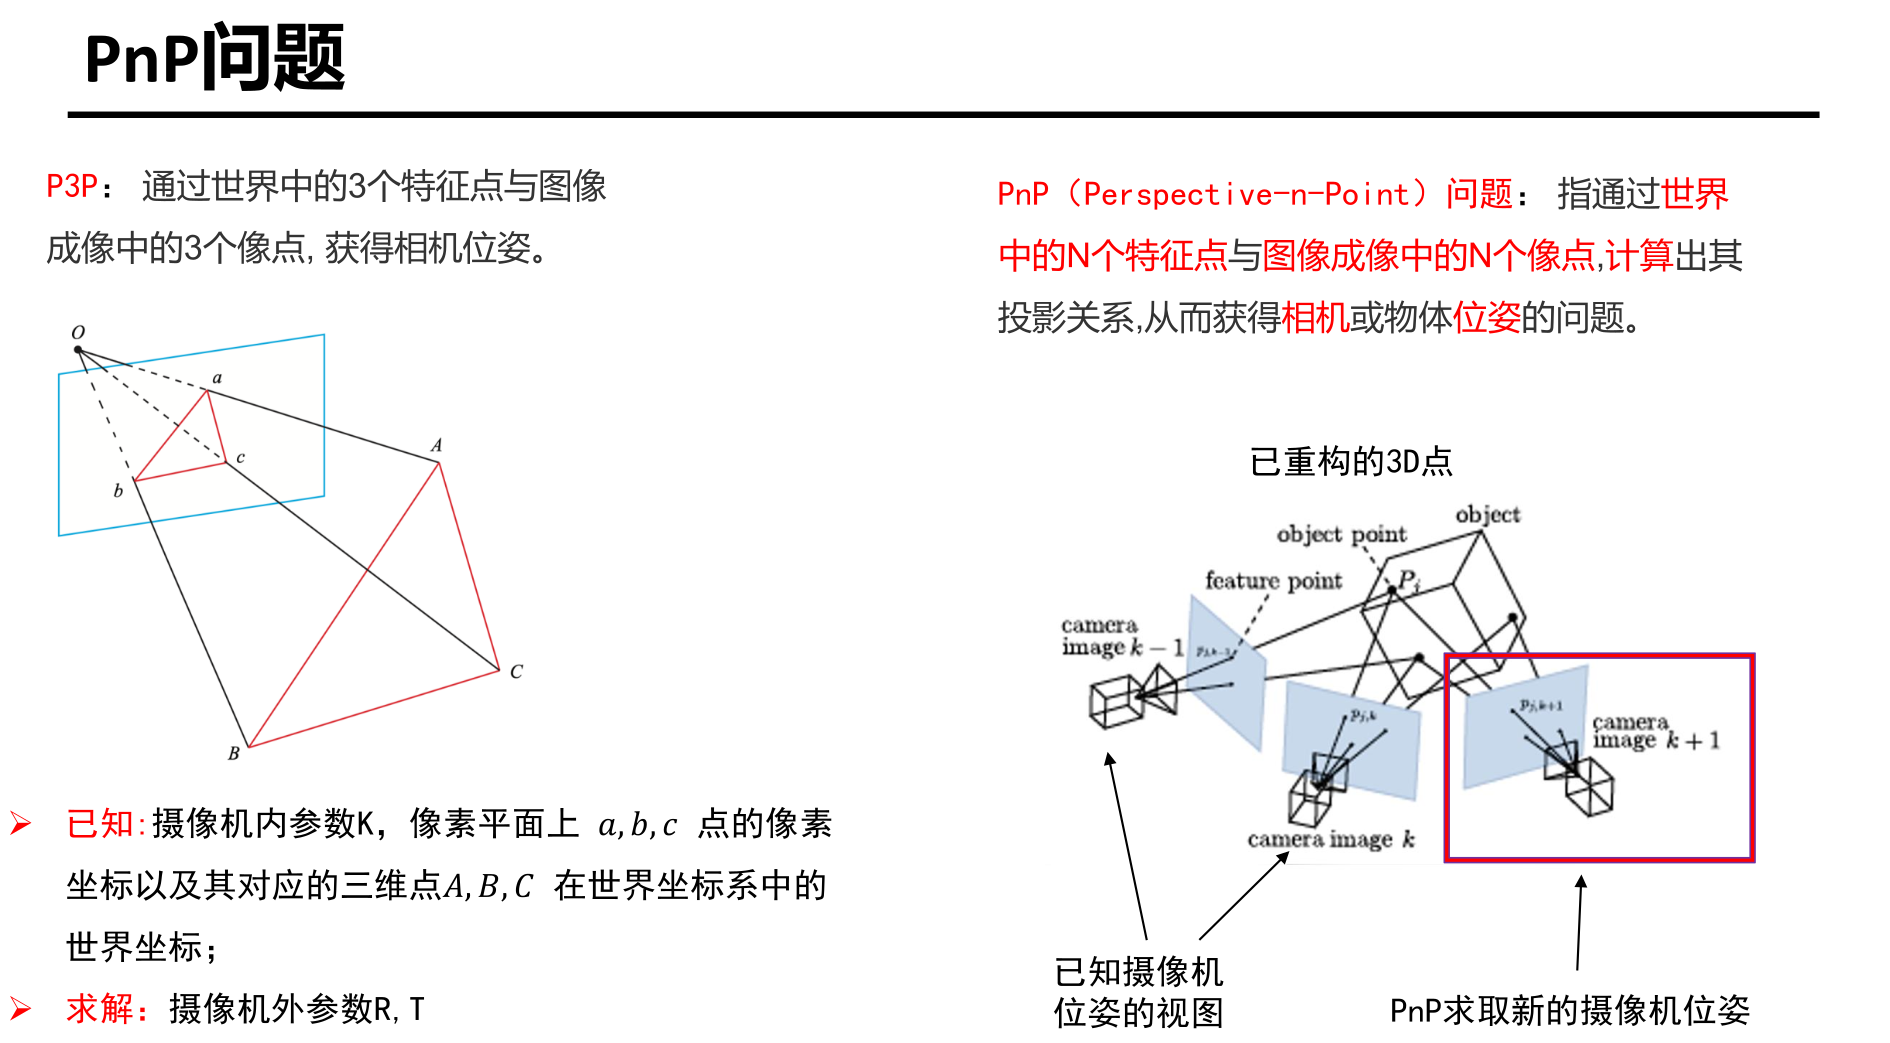 PnP问题
P3P： 通过世界中的3个特征点与图像
成像中的3个像点, 获得相机位姿。
O
a
c
b
A
C
B
已知:摄像机内参数K，像素平面上 a,b,c 点的像素
坐标以及其对应的三维点A,B,C 在世界坐标系中的
世界坐标；
求解：摄像机外参数R,T
PnP（Perspective-n-Point）问题： 指通过世界
中的N个特征点与图像成像中的N个像点,计算出其
投影关系,从而获得相机或物体位姿的问题。
已重构的3D点
object
object point
feature point
P_j
camera
image k − 1
p_{j,k-1}
p_{j,k}
p_{j,k+1}
camera
image k + 1
camera image k
已知摄像机
位姿的视图
PnP求取新的摄像机位姿